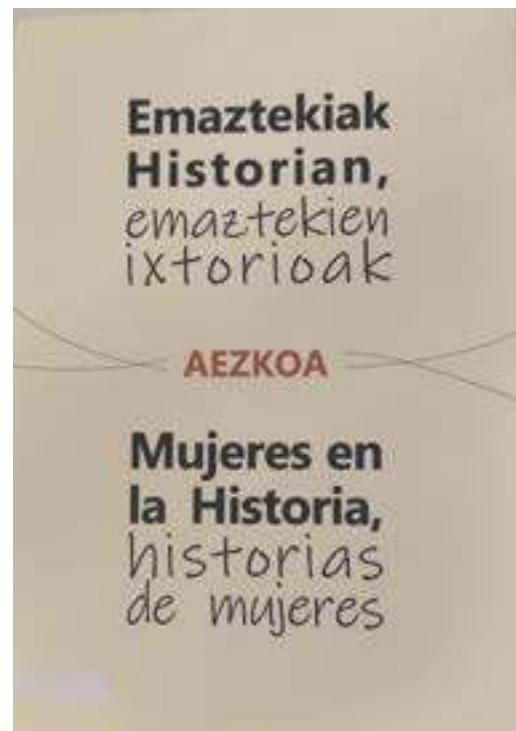 Emaztekiak
Historian,
emaztekien
ixtorioak
AEZKOA
Mujeres en
la Historia,
historias
de mujeres